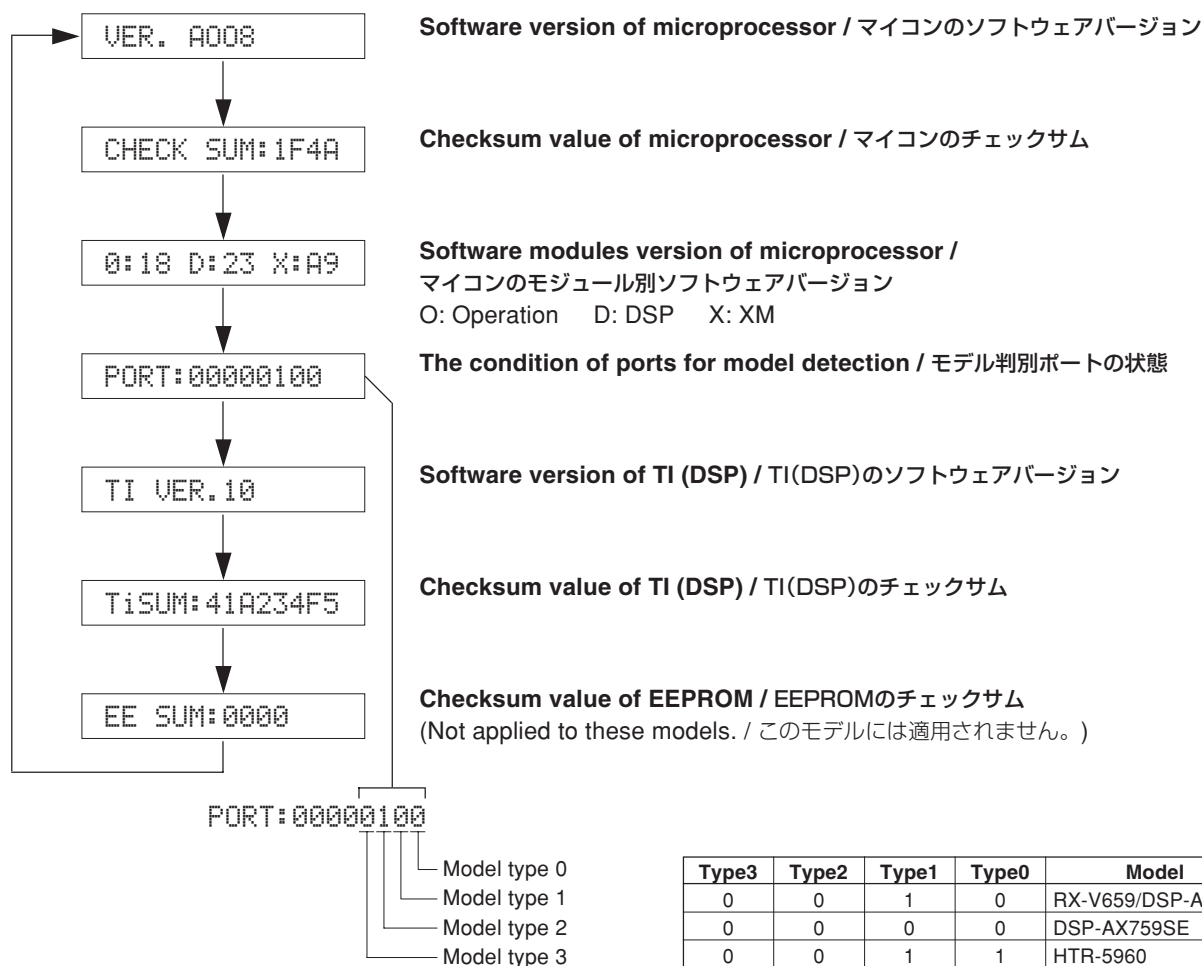 VER. A008
Software version of microprocessor / マイコンのソフトウェアバージョン
CHECK SUM:1F4A
Checksum value of microprocessor / マイコンのチェックサム
O:18 D:23 X:A9
Software modules version of microprocessor /
マイコンのモジュール別ソフトウェアバージョン
O: Operation D: DSP X: XM
PORT:00000100
The condition of ports for model detection / モデル判別ポートの状態
TI VER.10
Software version of TI (DSP) / TI(DSP)のソフトウェアバージョン
TiSUM:41A234F5
Checksum value of TI (DSP) / TI(DSP)のチェックサム
EE SUM:0000
Checksum value of EEPROM / EEPROMのチェックサム
(Not applied to these models. / このモデルには適用されません。)
PORT:00000100
Model type 0
Model type 1
Model type 2
Model type 3
Type3 Type2 Type1 Type0 Model
0 0 1 0 RX-V659/DSP-A
0 0 0 0 DSP-AX759SE
0 0 1 1 HTR-5960